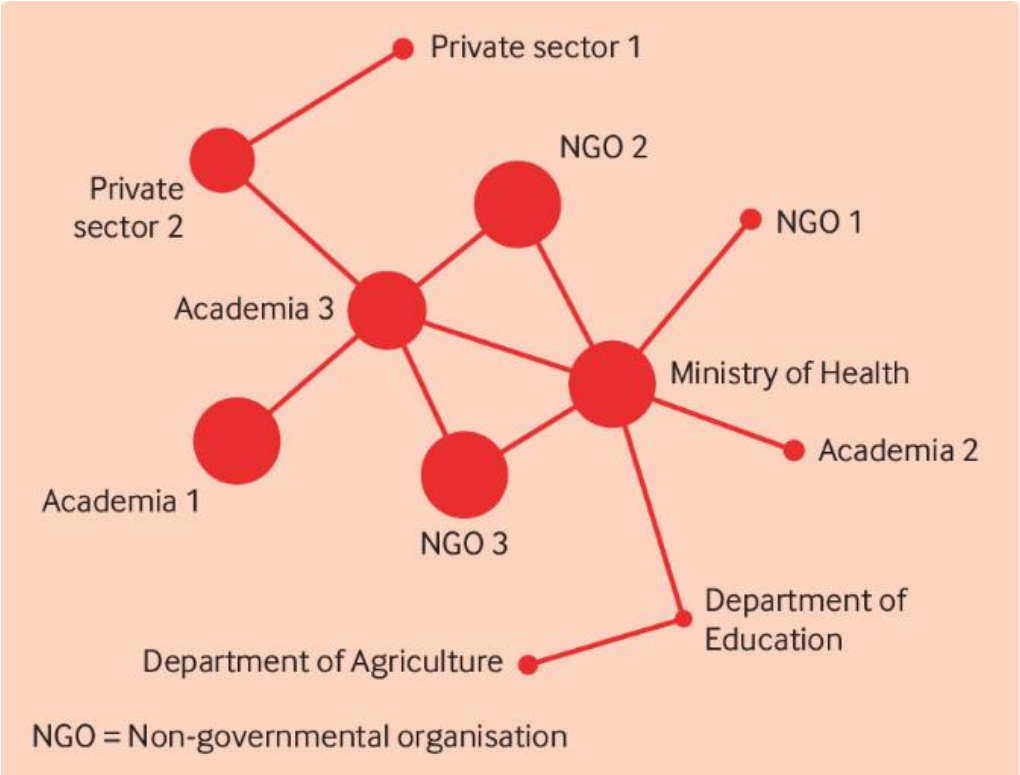 Private sector 1
NGO 2
Private
sector 2
NGO 1
Academia 3
Ministry of Health
Academia 2
Academia 1
NGO 3
Department of
Education
Department of Agriculture
NGO = Non-governmental organisation